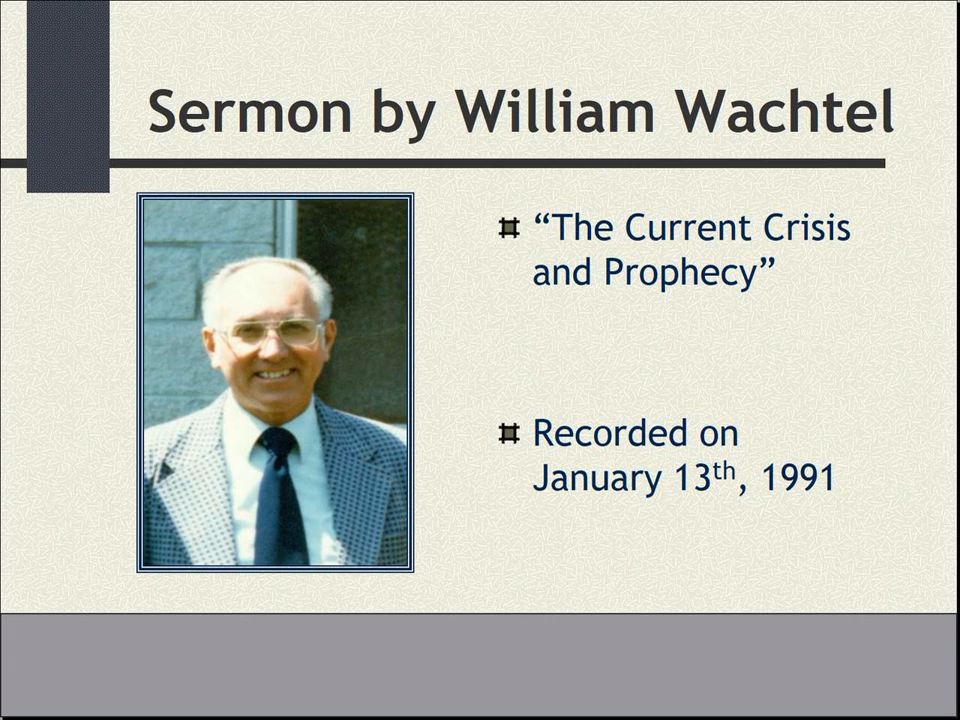 Sermon by William Wachtel
“The Current Crisis
and Prophecy”
Recorded on
January 13th, 1991